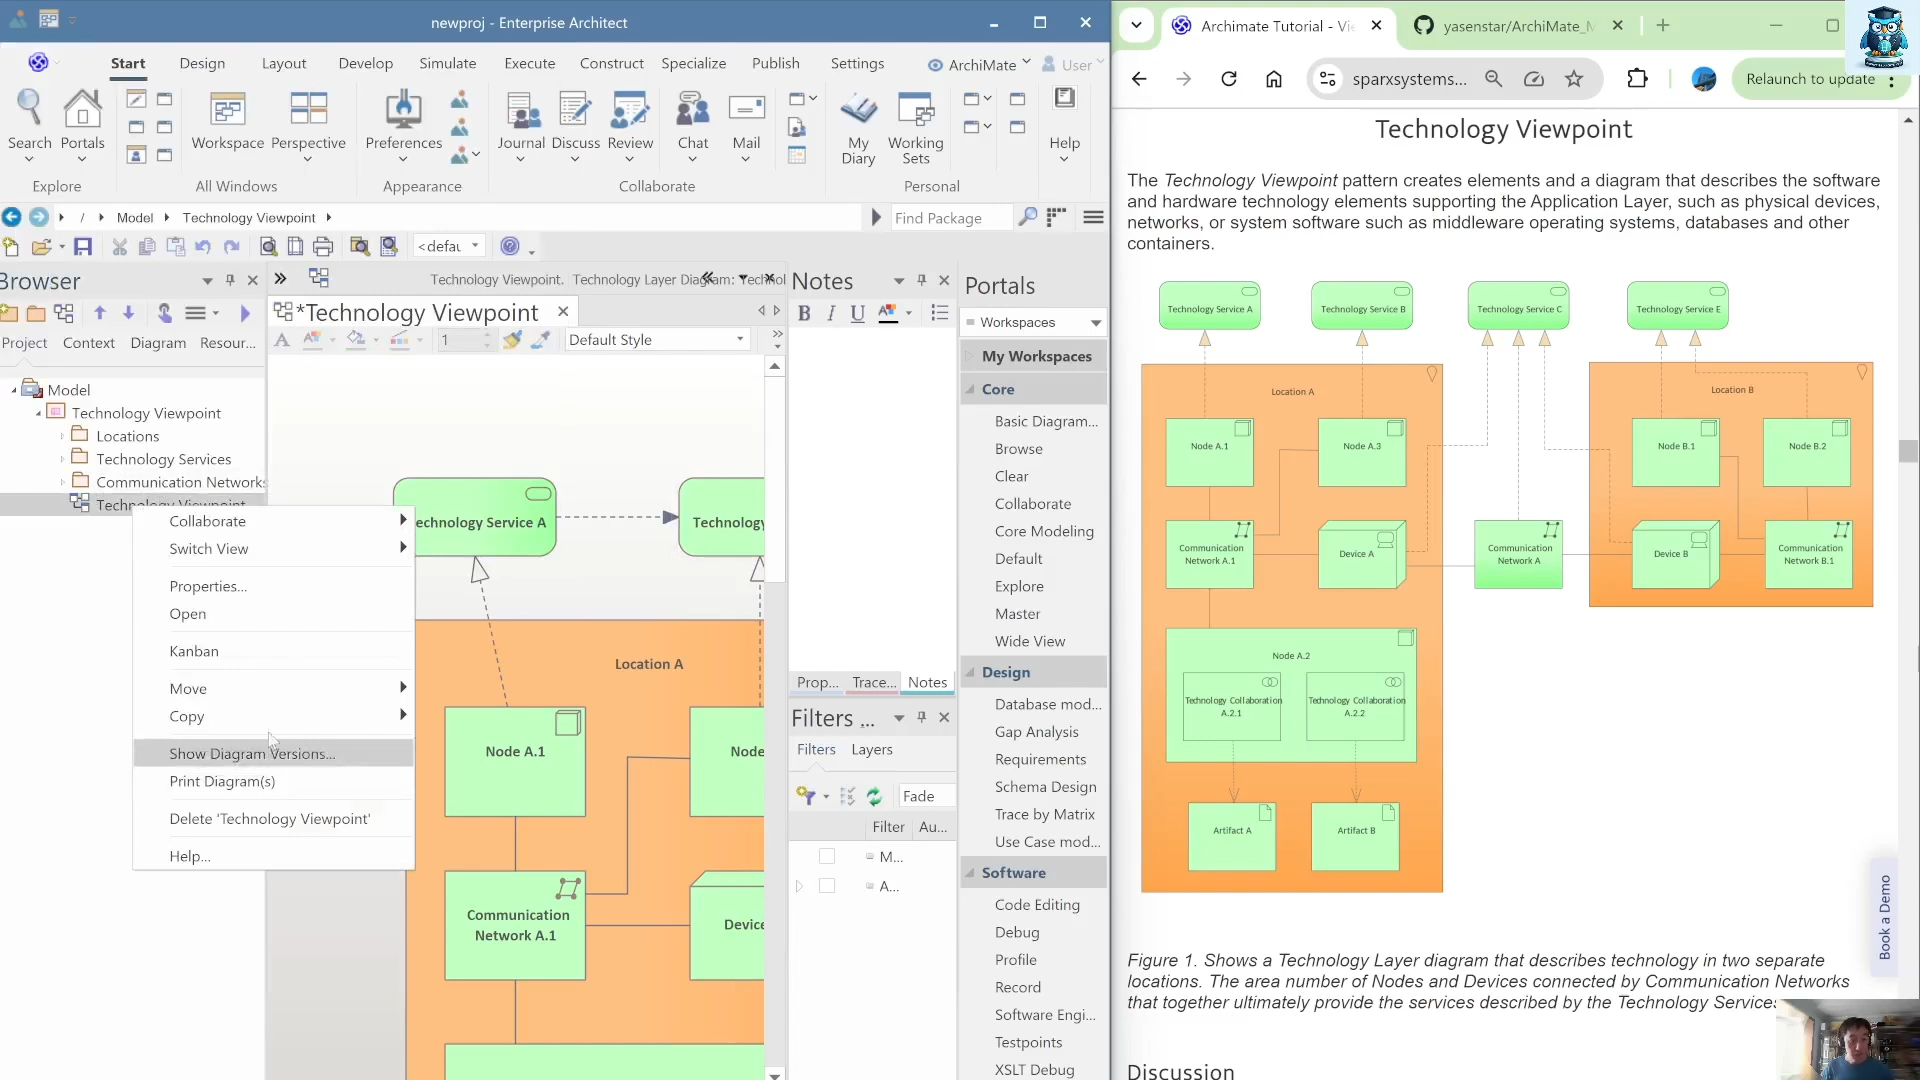 newproj - Enterprise Architect
Start
Design
Layout
Develop
Simulate
Execute
Construct
Specialize
Publish
Settings
ArchiMate
User
Search
Portals
Workspace
Perspective
Preferences
Journal
Discuss
Review
Chat
Mail
My
Diary
Working
Sets
Help
Explore
All Windows
Appearance
Collaborate
Personal
/
Model
Technology Viewpoint
Find Package
<defau
Browser
Project
Context
Diagram
Resour...
Model
Technology Viewpoint
Locations
Technology Services
Communication Networks
Technology Viewpoint
Collaborate
Switch View
Properties...
Open
Kanban
Move
Copy
Show Diagram Versions...
Print Diagram(s)
Delete 'Technology Viewpoint'
Help...
Technology Viewpoint. Technology Layer Diagram:
*Technology Viewpoint
1
Default Style
echnology Service A
Technology
Location A
Node A.1
Node
Communication
Network A.1
Device
Notes
B I U
Prop...
Trace...
Notes
Filters ...
Filters
Layers
Fade
Filter
Au...
M...
A...
Portals
Workspaces
My Workspaces
Core
Basic Diagram...
Browse
Clear
Collaborate
Core Modeling
Default
Explore
Master
Wide View
Design
Database mod...
Gap Analysis
Requirements
Schema Design
Trace by Matrix
Use Case mod...
Software
Code Editing
Debug
Profile
Record
Software Engi...
Testpoints
XSLT Debug
Archimate Tutorial - Vie
yasenstar/ArchiMate_M
sparxsystems...
Relaunch to update
Technology Viewpoint
The Technology Viewpoint pattern creates elements and a diagram that describes the software
and hardware technology elements supporting the Application Layer, such as physical devices,
networks, or system software such as middleware operating systems, databases and other
containers.
Technology Service A
Technology Service B
Technology Service C
Technology Service E
Location A
Location B
Node A.1
Node A.3
Node B.1
Node B.2
Communication
Network A.1
Device A
Communication
Network A
Device B
Communication
Network B.1
Node A.2
Technology Collaboration
A.2.1
Technology Collaboration
A.2.2
Artifact A
Artifact B
Book a Demo
Figure 1. Shows a Technology Layer diagram that describes technology in two separate
locations. The area number of Nodes and Devices connected by Communication Networks
that together ultimately provide the services described by the Technology Services
Discussion